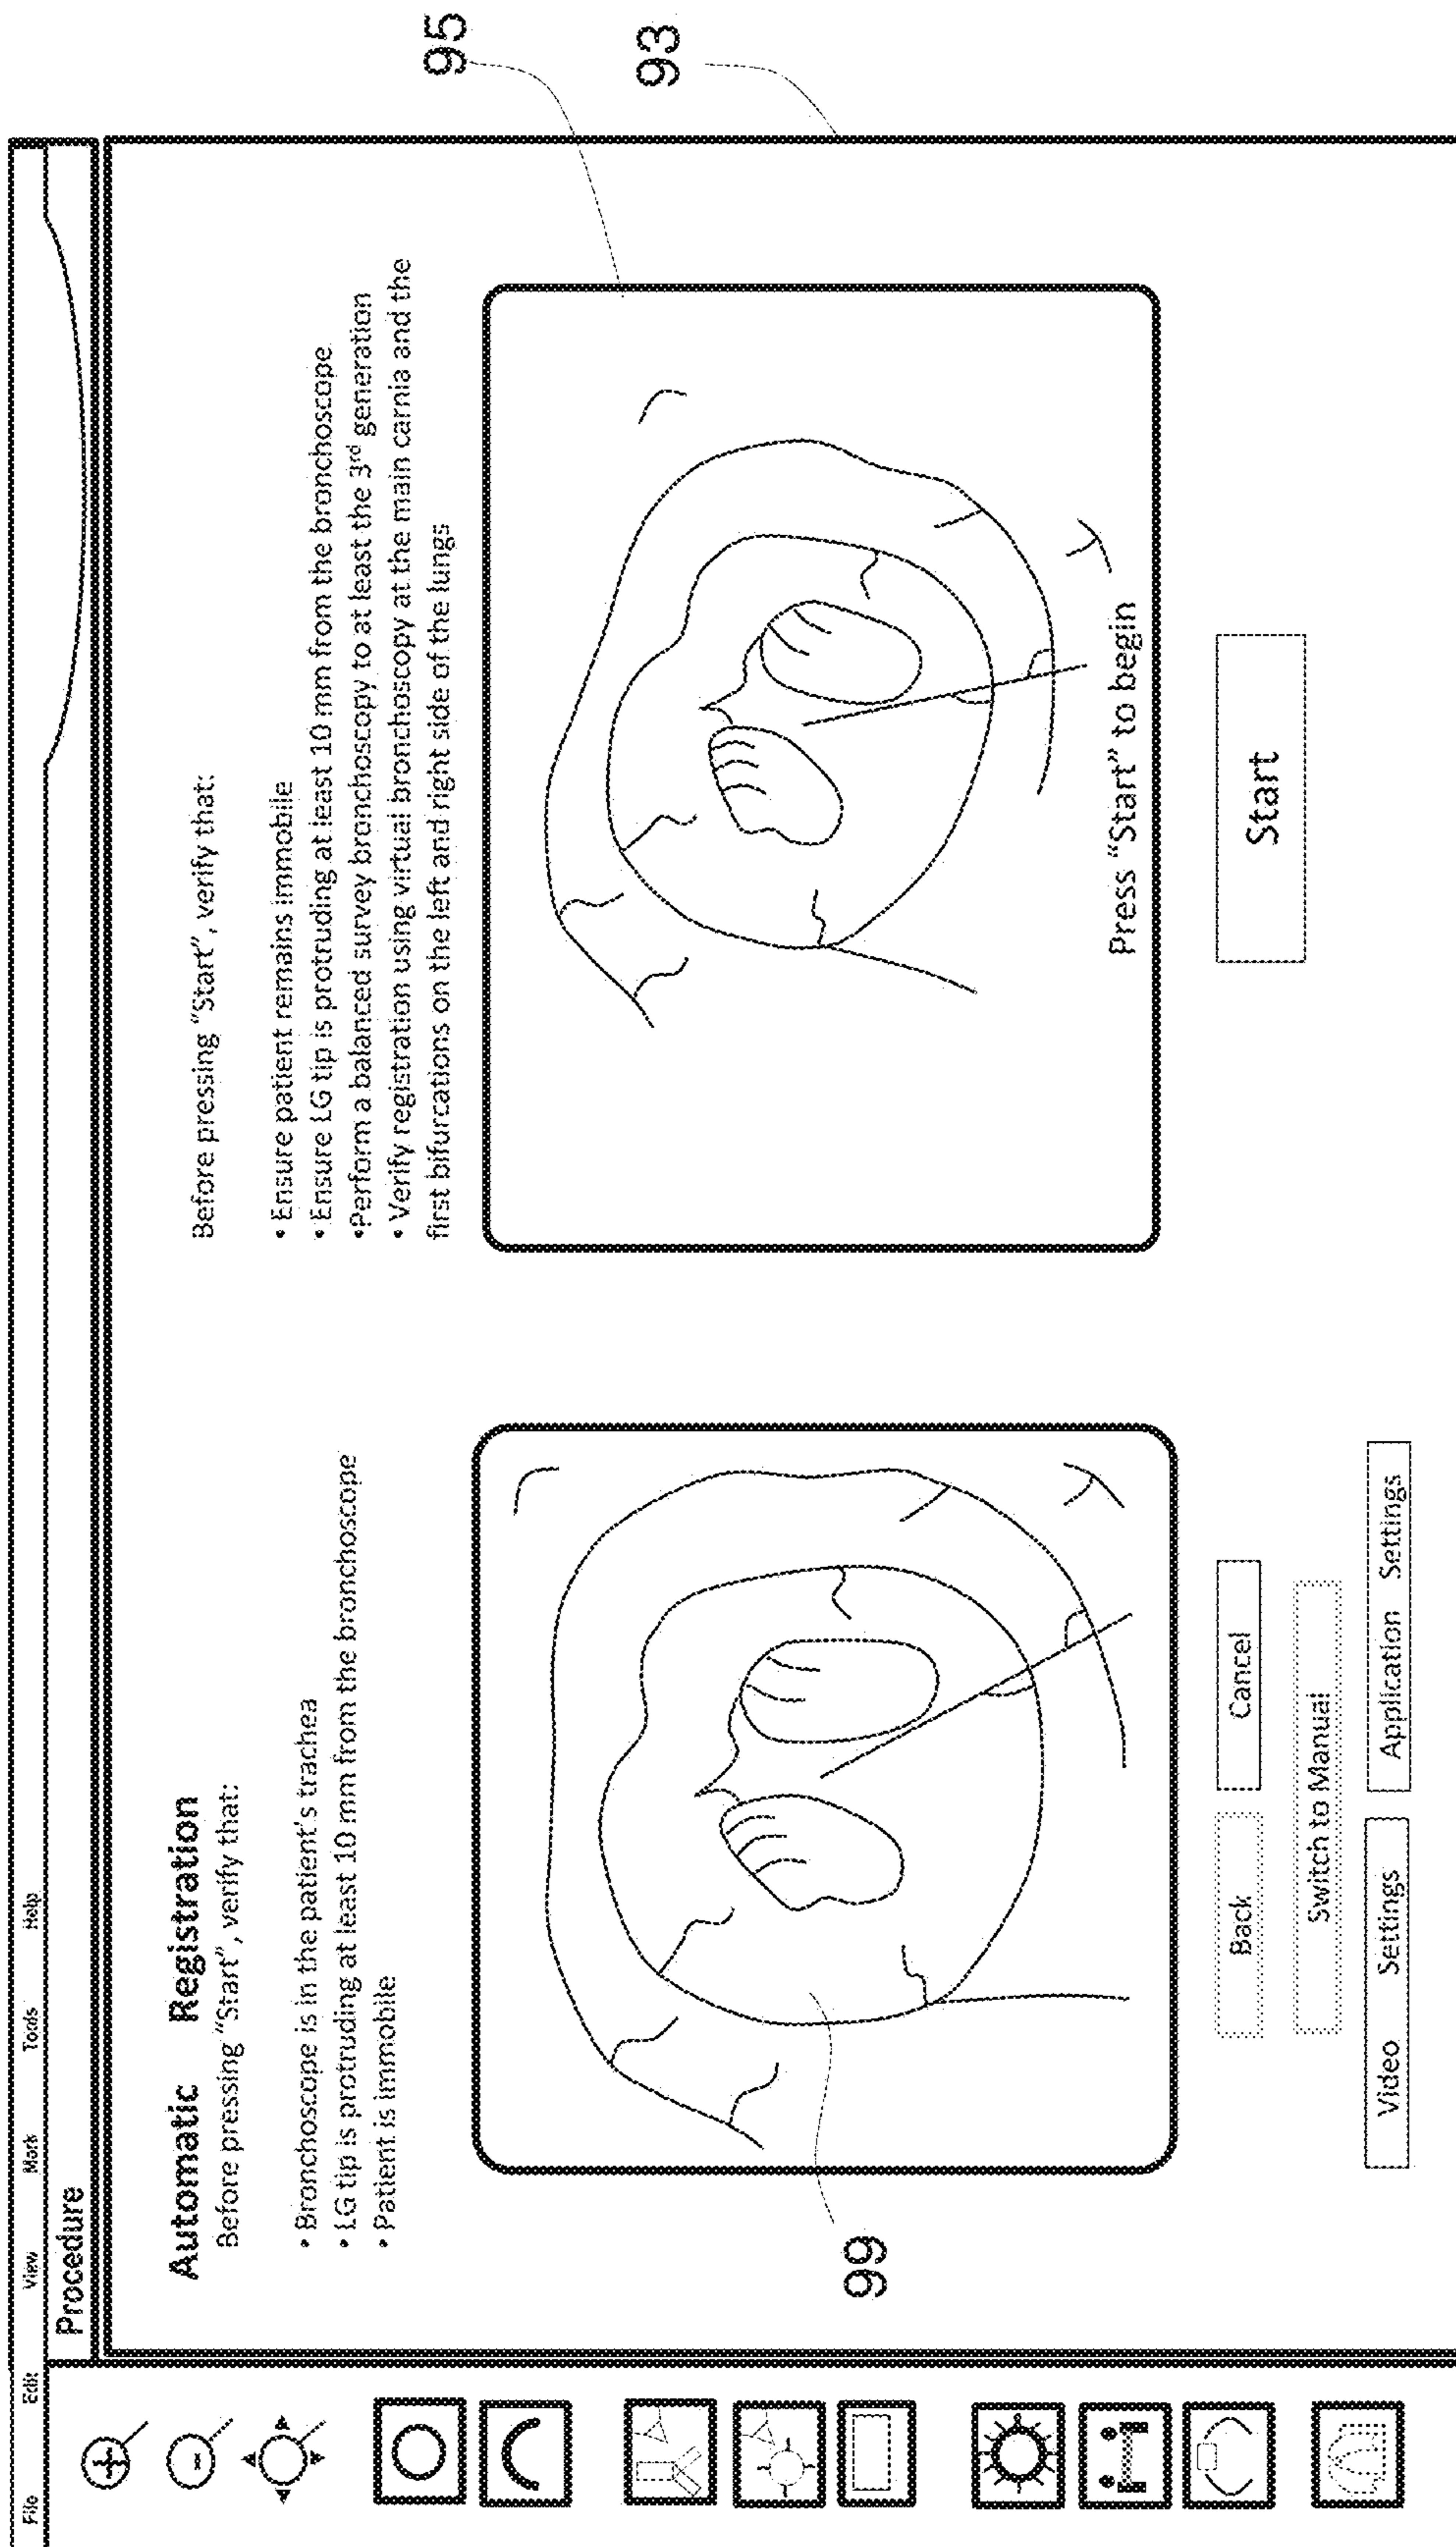 File Edit View Mark Tools Help
Procedure
Automatic Registration
Before pressing "Start", verify that:
• Bronchoscope is in the patient's trachea
• LG tip is protruding at least 10 mm from the bronchoscope
• Patient is immobile
99
Back Cancel
Switch to Manual
Video Settings Application Settings
Before pressing "Start", verify that:
• Ensure patient remains immobile
• Ensure LG tip is protruding at least 10 mm from the bronchoscope
•Perform a balanced survey bronchoscopy to at least the 3rd generation
• Verify registration using virtual bronchoscopy at the main carnia and the
first bifurcations on the left and right side of the lungs
Press "Start" to begin
Start
95
93